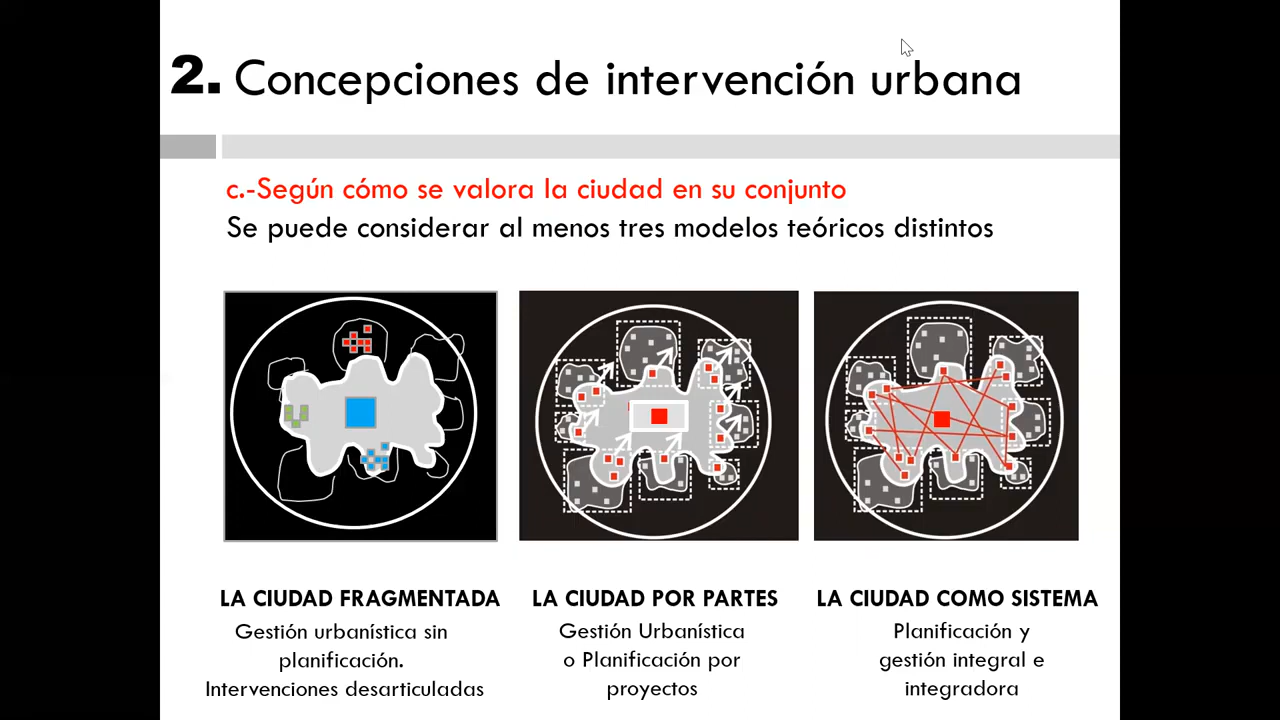 2. Concepciones de intervención urbana
c.-Según cómo se valora la ciudad en su conjunto
Se puede considerar al menos tres modelos teóricos distintos
LA CIUDAD FRAGMENTADA
Gestión urbanística sin
planificación.
Intervenciones desarticuladas
LA CIUDAD POR PARTES
Gestión Urbanística
o Planificación por
proyectos
LA CIUDAD COMO SISTEMA
Planificación y
gestión integral e
integradora